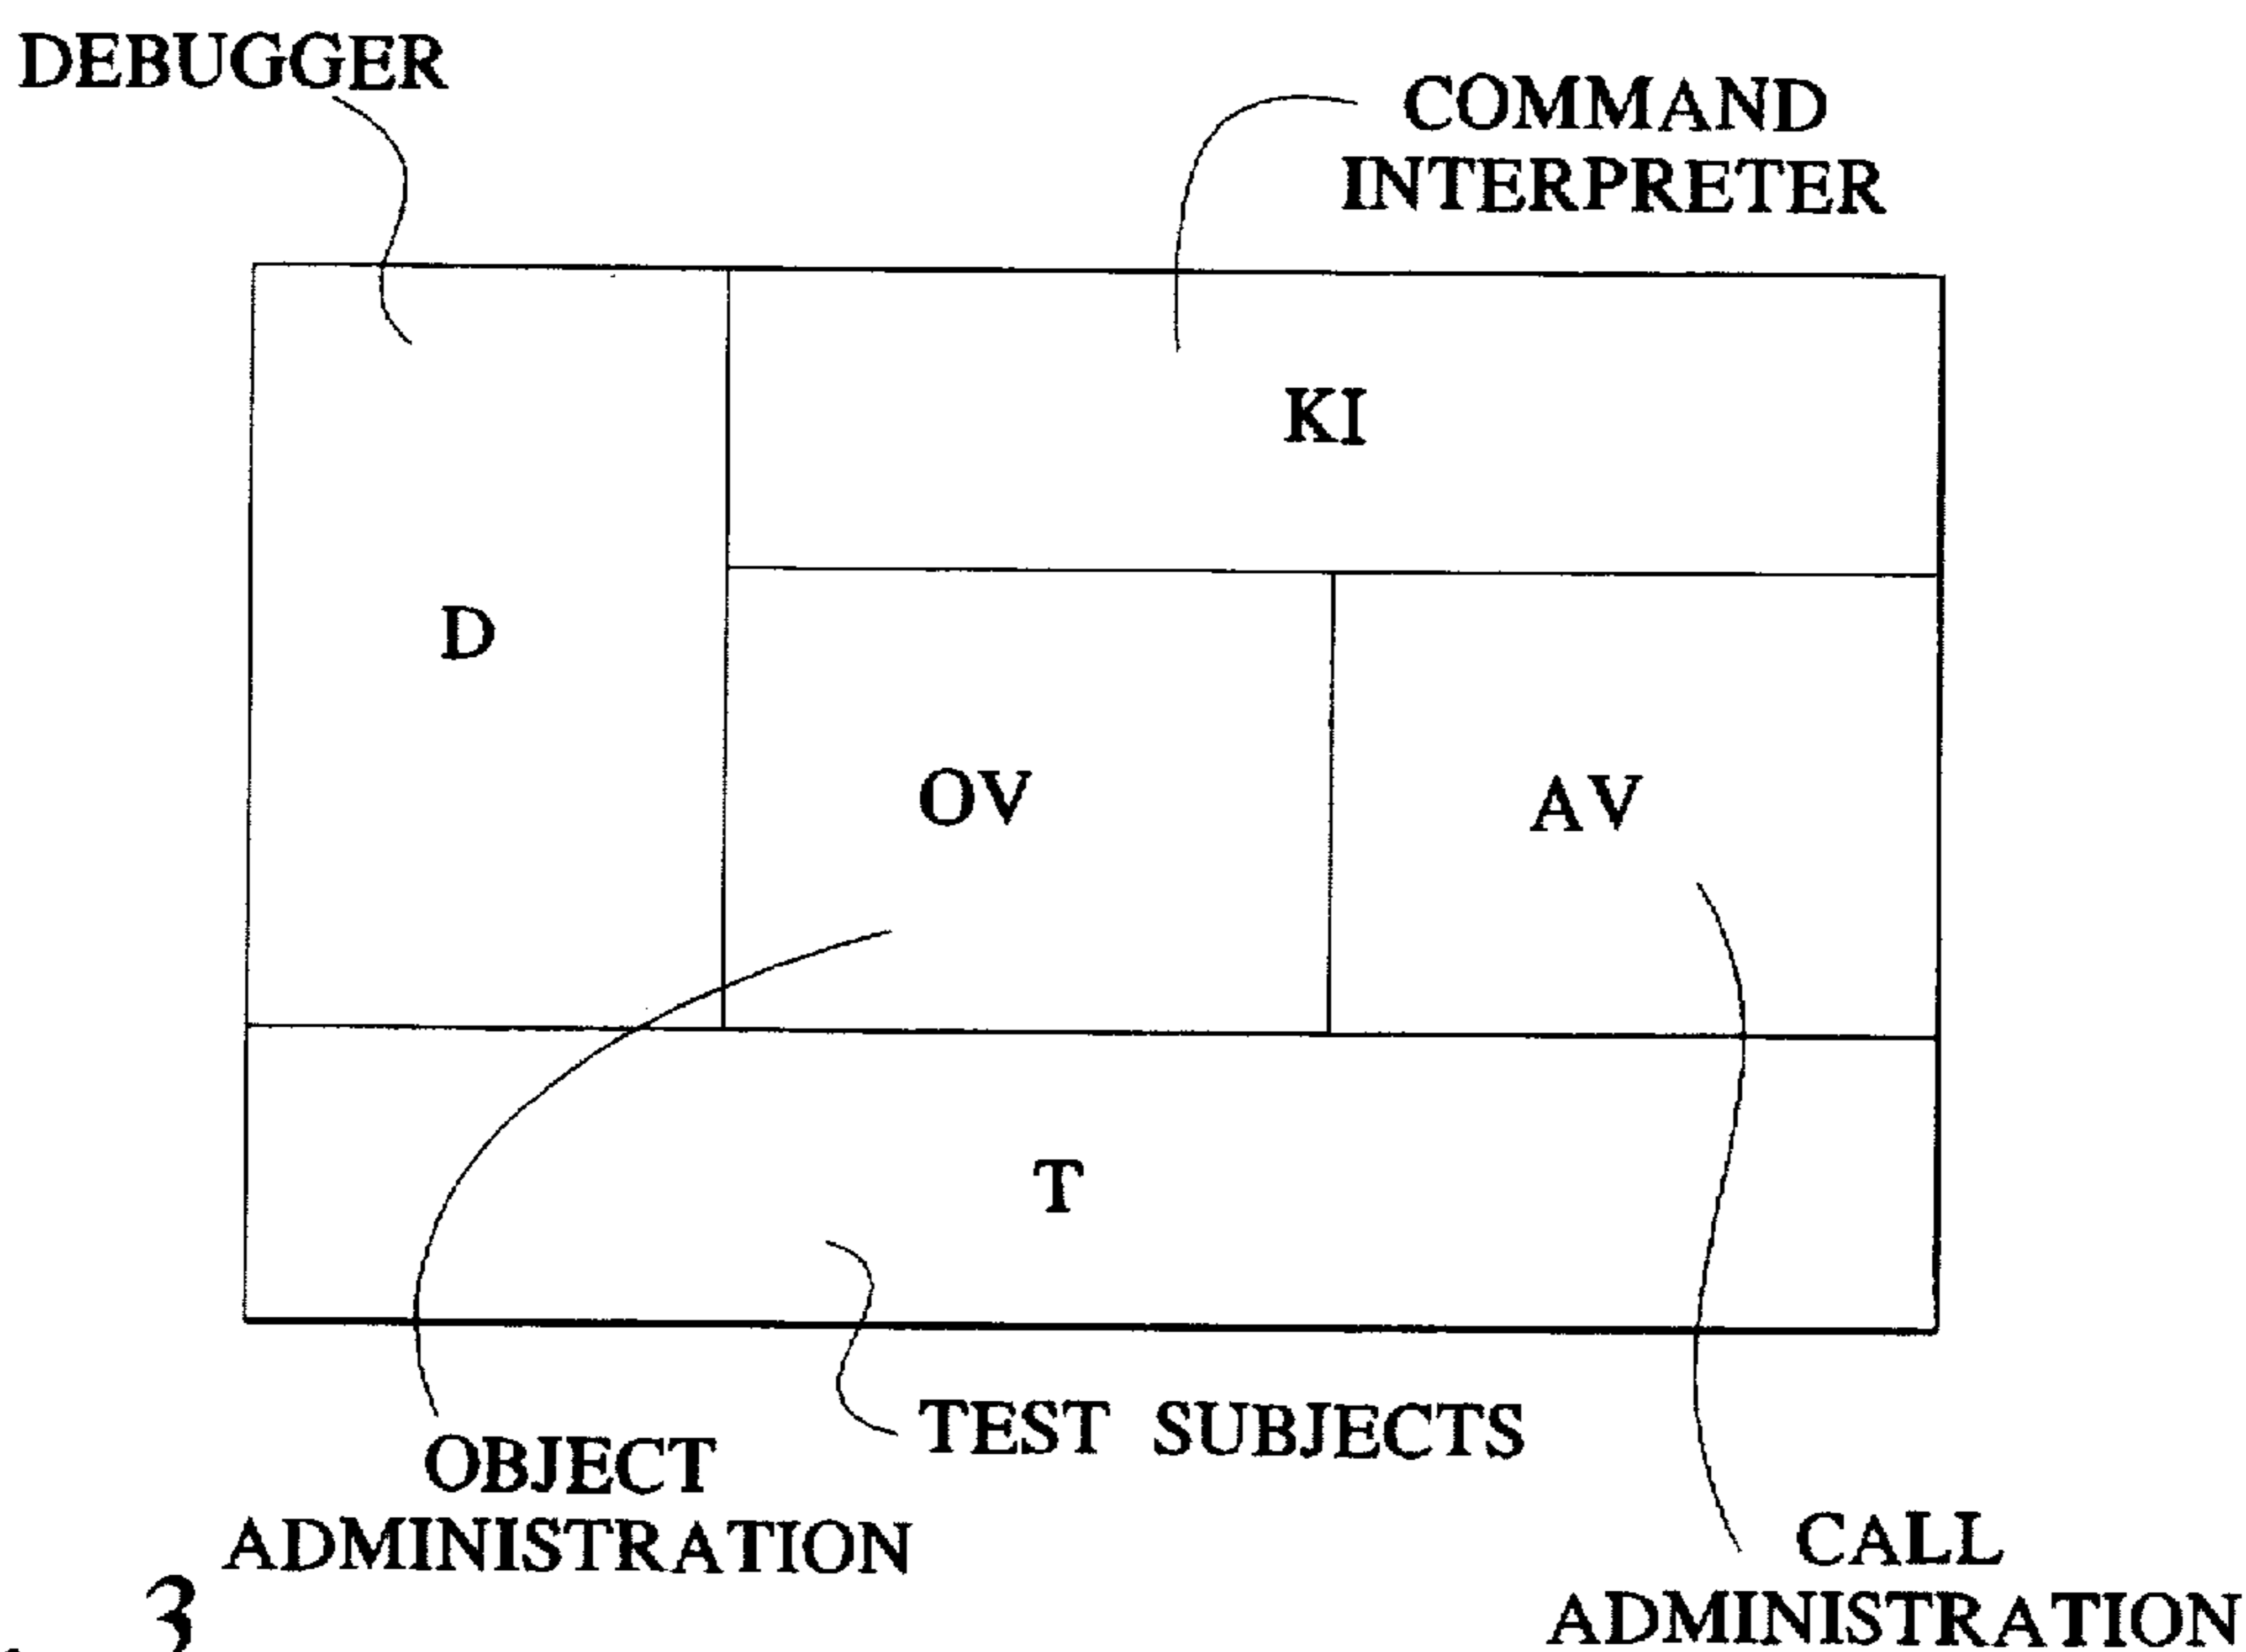 DEBUGGER
COMMAND
INTERPRETER
KI
D
OV
AV
T
TEST SUBJECTS
OBJECT
ADMINISTRATION
CALL
ADMINISTRATION
3